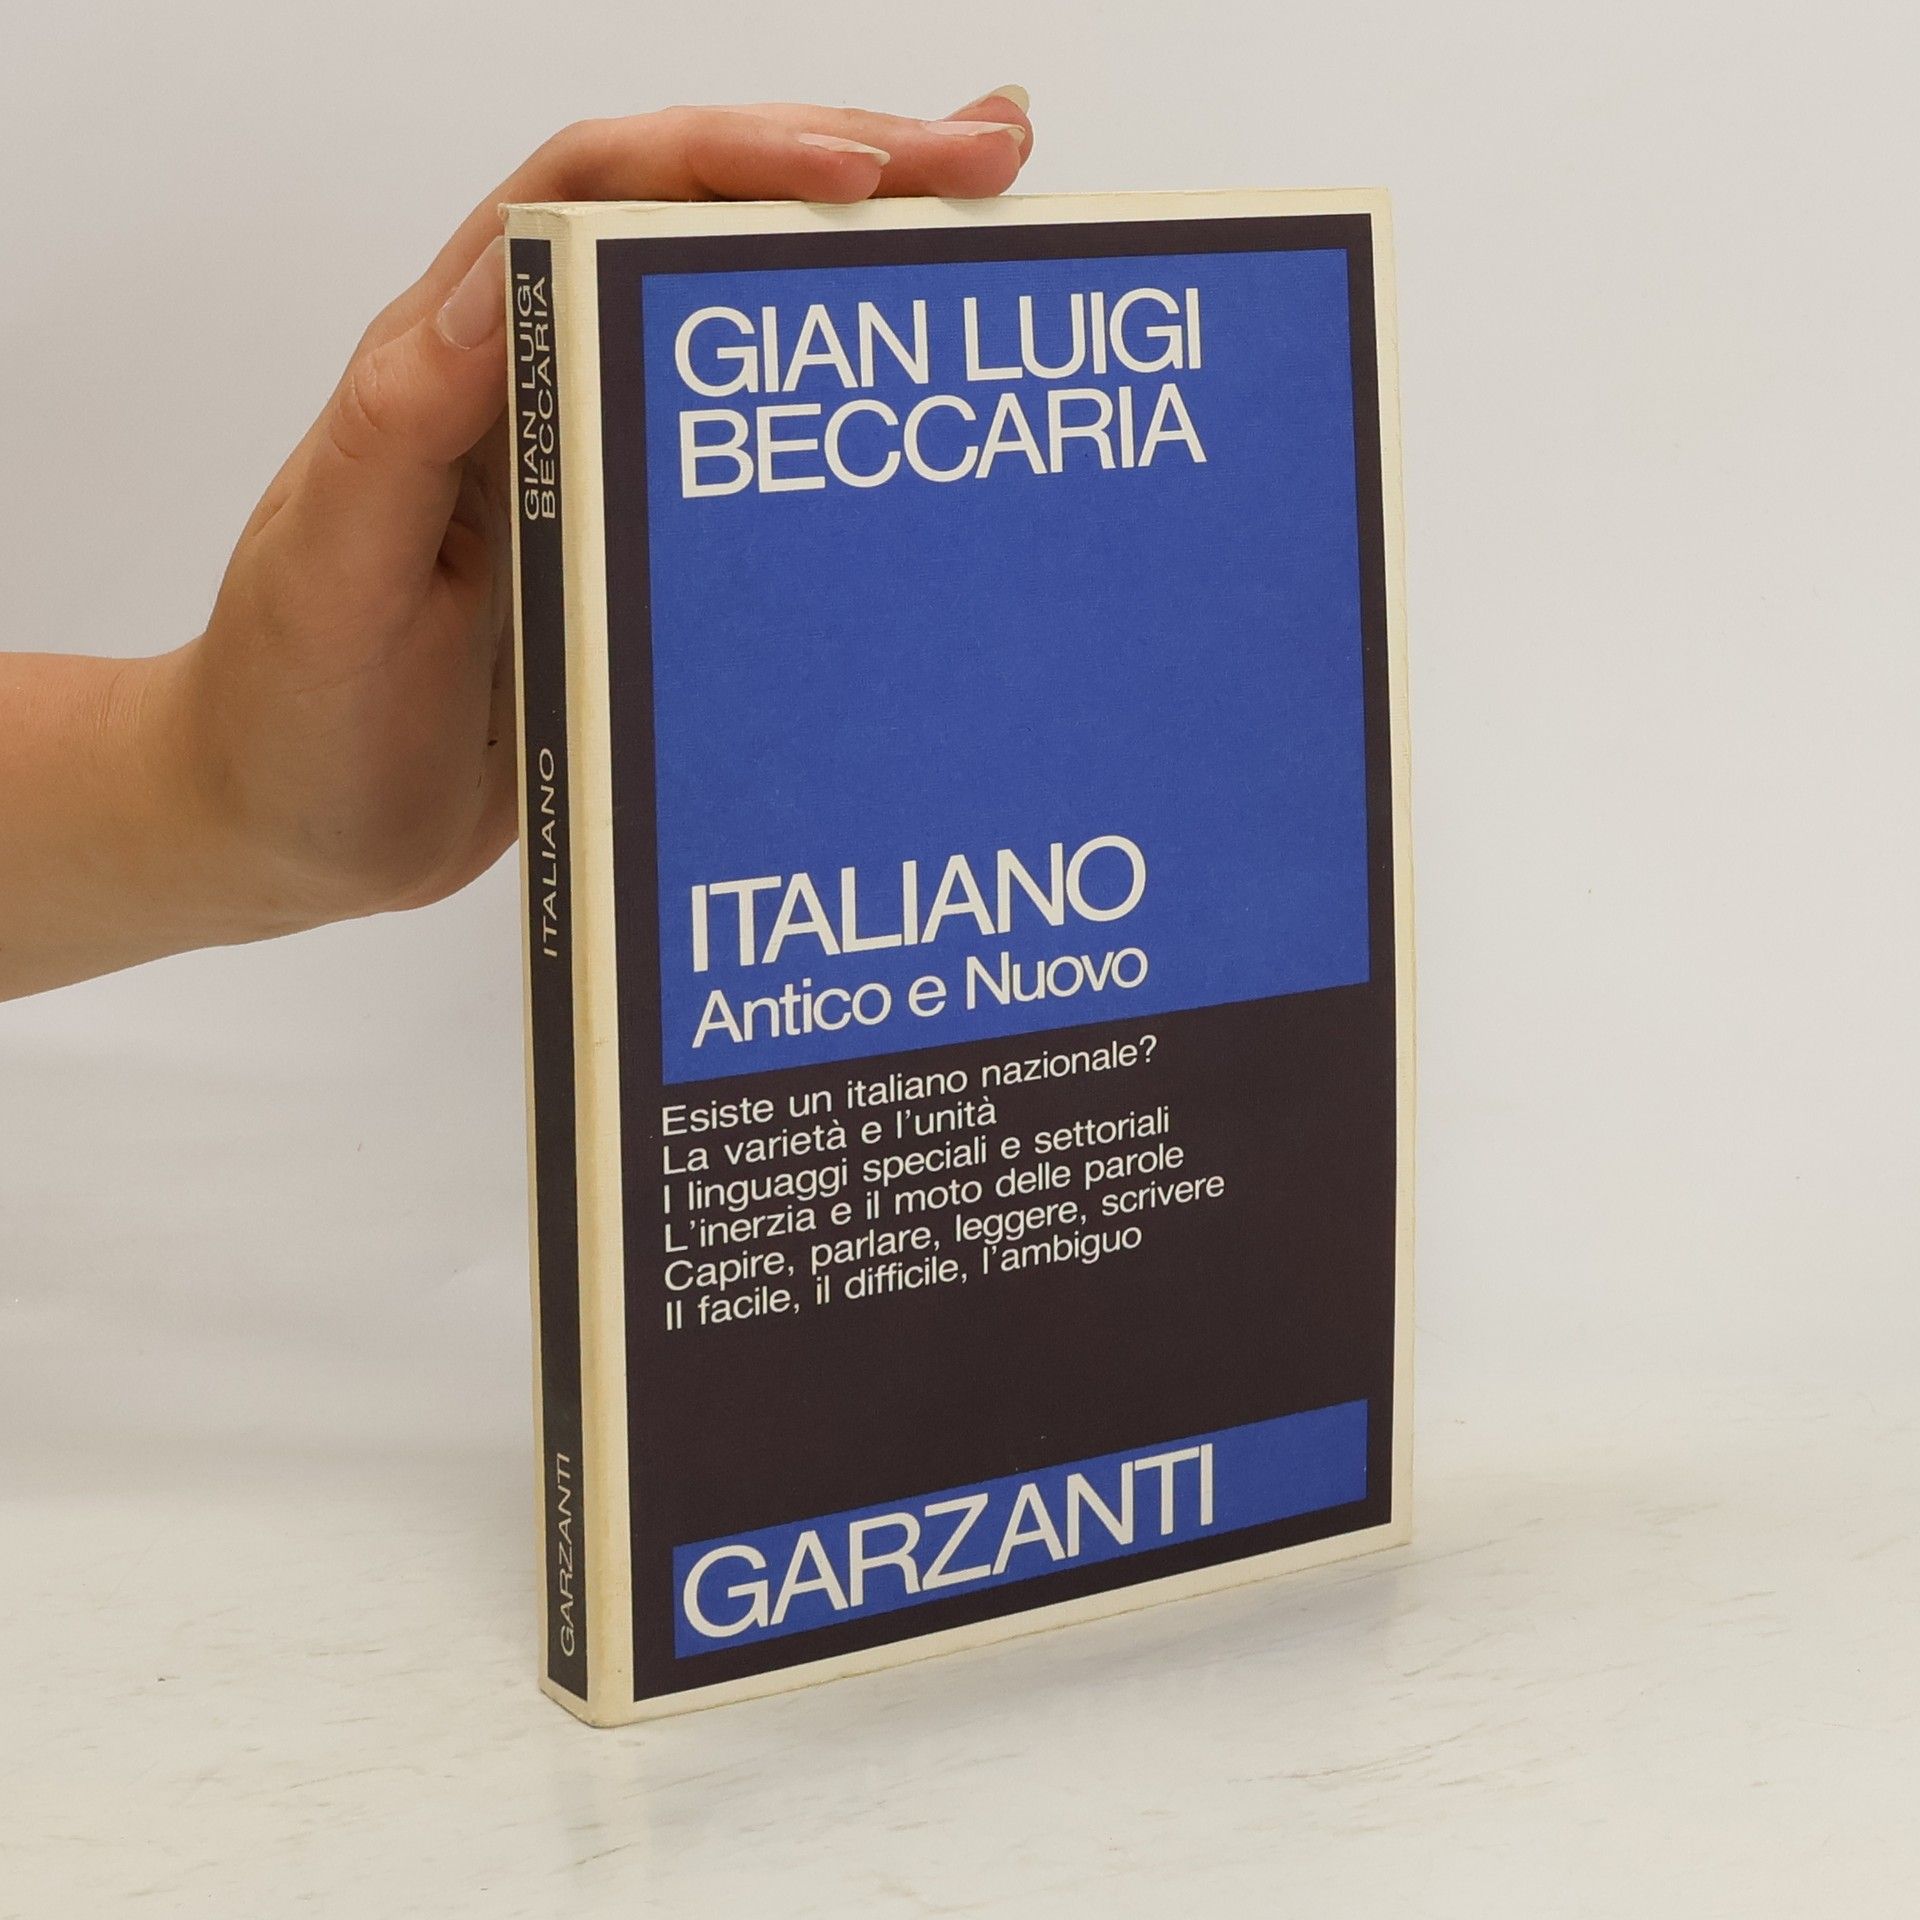 GIAN LUIGI
BECCARIA
ITALIANO
GARZANTI
GIAN LUIGI
BECCARIA
ITALIANO
Antico e Nuovo
Esiste un italiano nazionale?
La varietà e l'unità
I linguaggi speciali e settoriali
L'inerzia e il moto delle parole
Capire, parlare, leggere, scrivere
Il facile, il difficile, l'ambiguo
GARZANTI